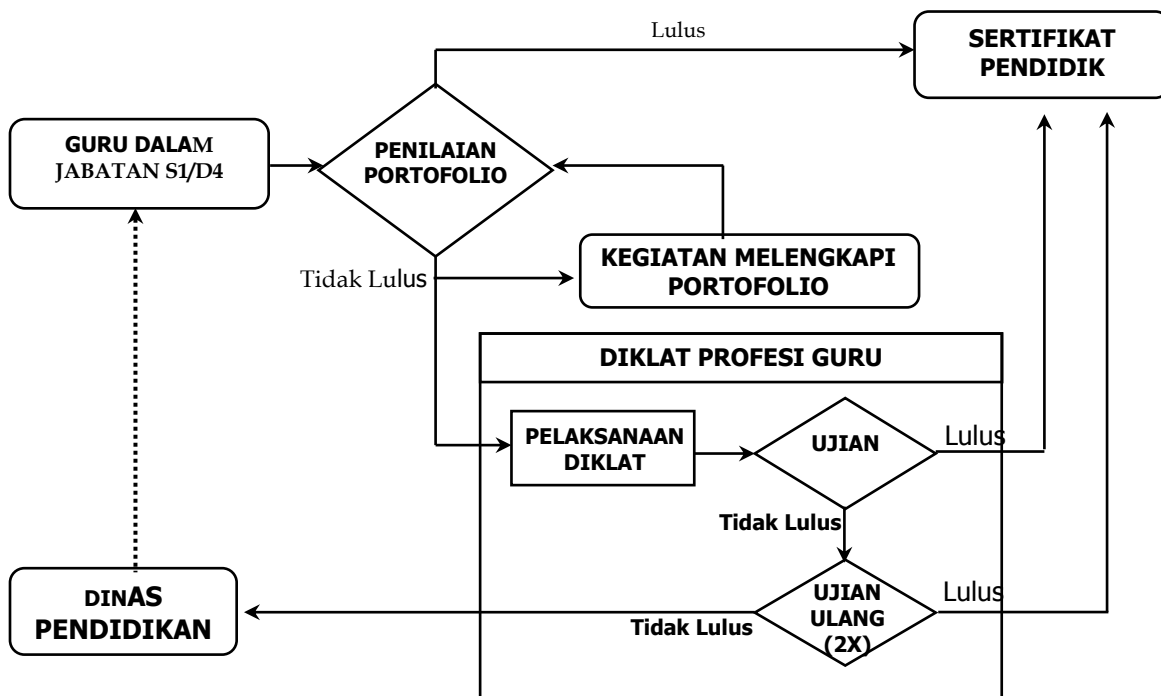 Lulus
SERTIFIKAT
PENDIDIK
GURU DALAM
JABATAN S1/D4
PENILAIAN
PORTOFOLIO
KEGIATAN MELENGKAPI
PORTOFOLIO
Tidak Lulus
DIKLAT PROFESI GURU
PELAKSANAAN
DIKLAT
UJIAN
Lulus
Tidak Lulus
DINAS
PENDIDIKAN
UJIAN
ULANG
(2X)
Lulus
Tidak Lulus